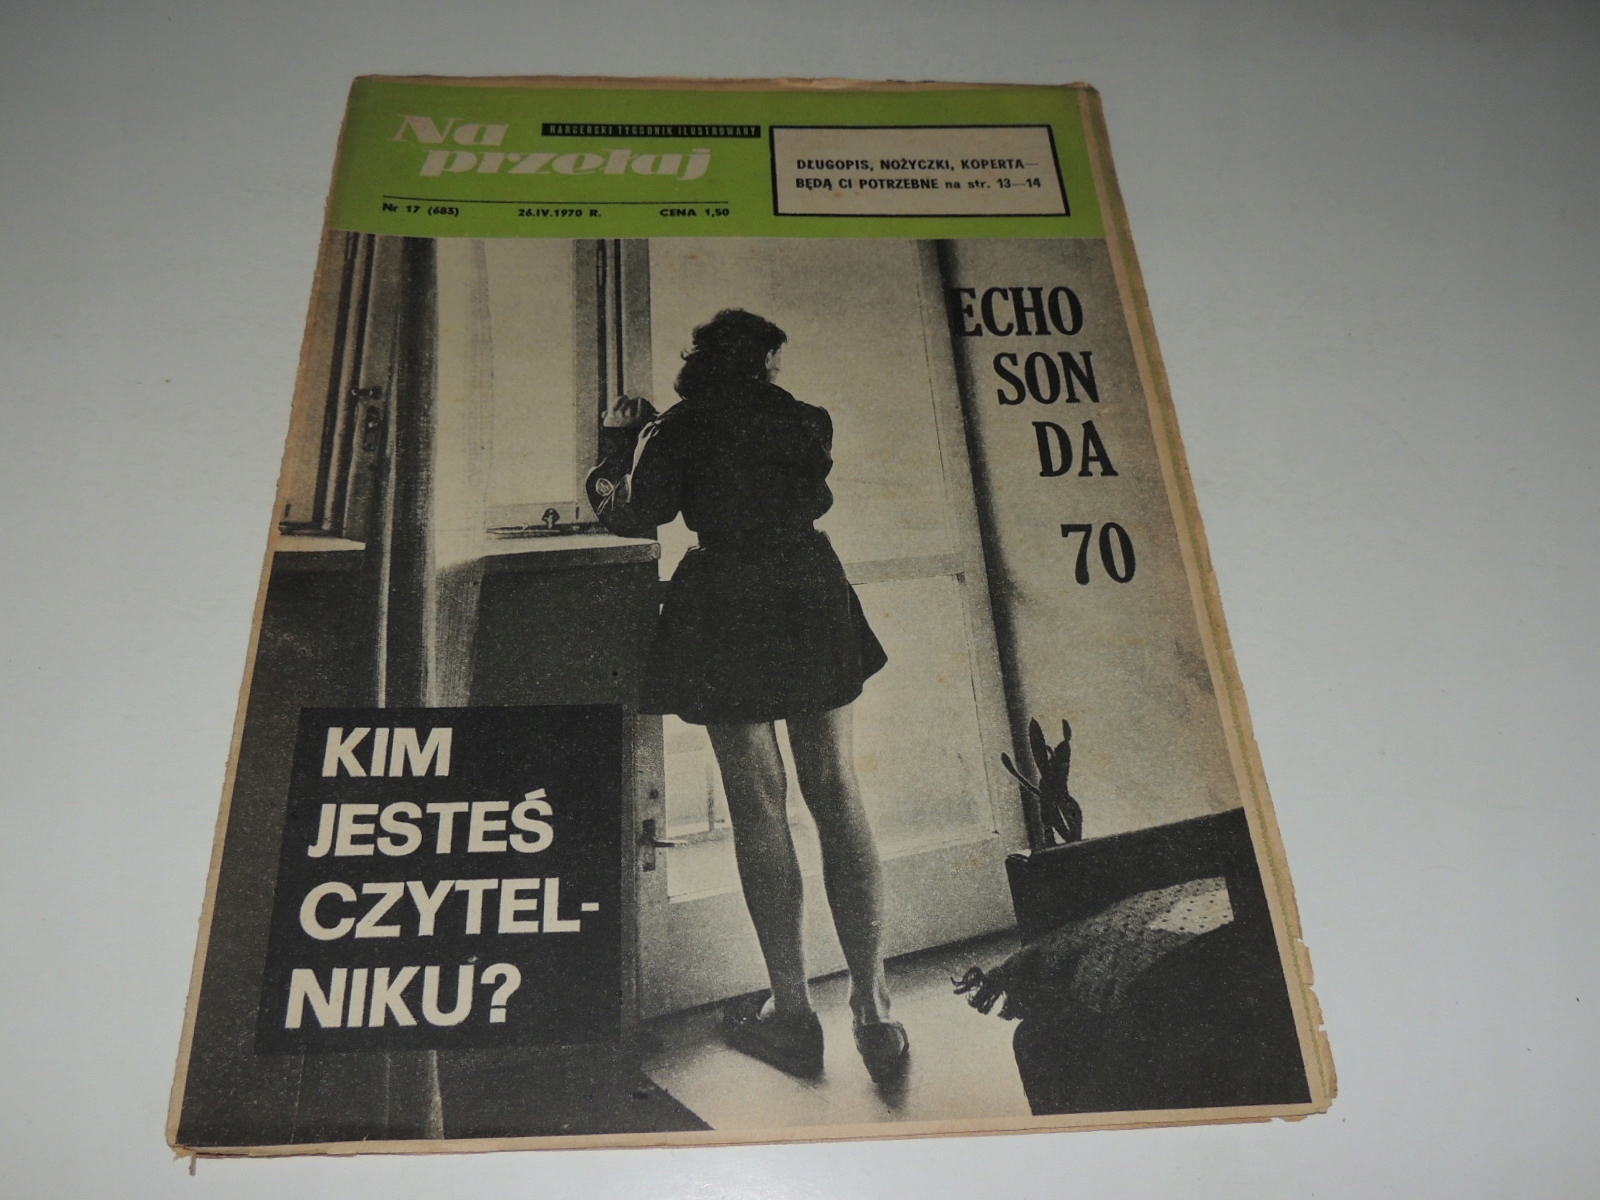 Na przełaj
HARCERSKI TYGODNIK ILUSTROWANY
Nr 17 (683) 26.IV.1970 R. CENA 1,50
DŁUGOPIS, NOŻYCZKI, KOPERTA—
BĘDĄ CI POTRZEBNE na str. 13—14
ECHO
SON
DA
70
KIM
JESTEŚ
CZYTEL-
NIKU?